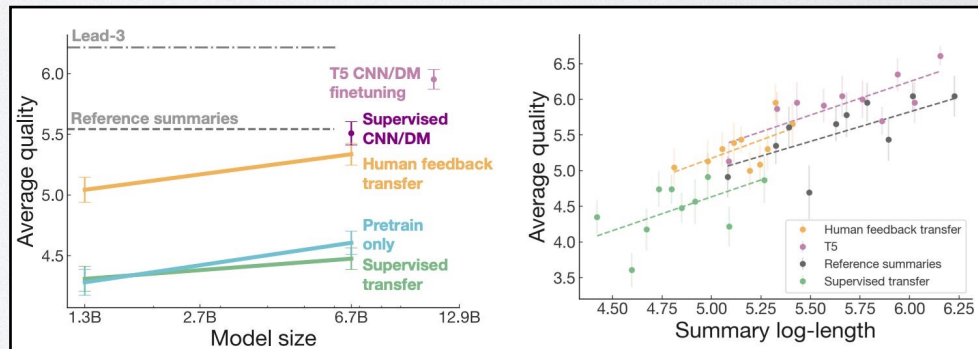 Lead-3
T5 CNN/DM
finetuning
Reference summaries
Supervised
CNN/DM
Human feedback
transfer
Pretrain
only
Supervised
transfer
Average quality
6.0
5.5
5.0
4.5
1.3B 2.7B 6.7B 12.9B
Model size
Average quality
6.5
6.0
5.5
5.0
4.5
4.0
3.5
Human feedback transfer
T5
Reference summaries
Supervised transfer
4.50 4.75 5.00 5.25 5.50 5.75 6.00 6.25
Summary log-length